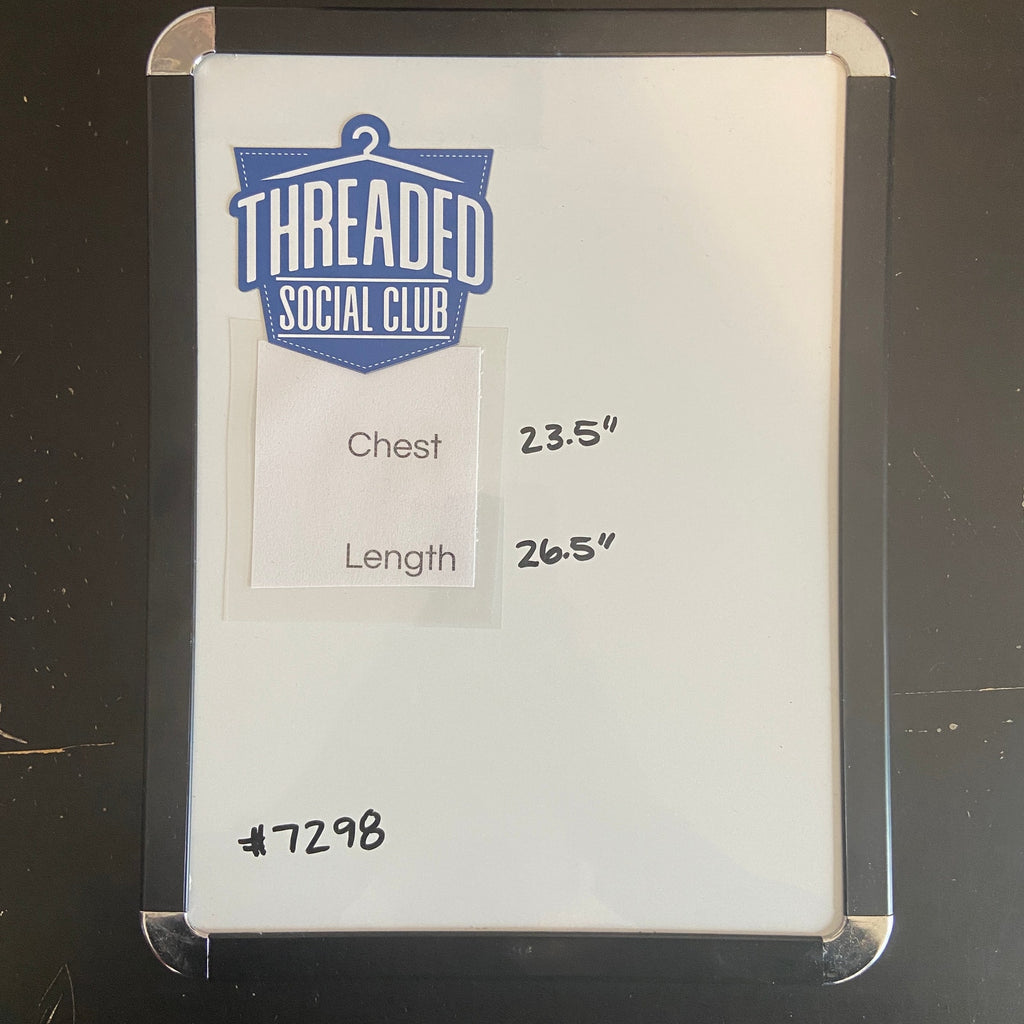 THREADED
SOCIAL CLUB
Chest 23.5"
Length 26.5"
#7298